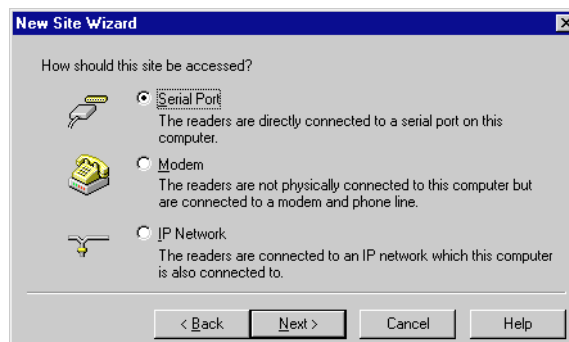 New Site Wizard
How should this site be accessed?
Serial Port
The readers are directly connected to a serial port on this
computer.
Modem
The readers are not physically connected to this computer but
are connected to a modem and phone line.
IP Network
The readers are connected to an IP network which this computer
is also connected to.
< Back Next > Cancel Help